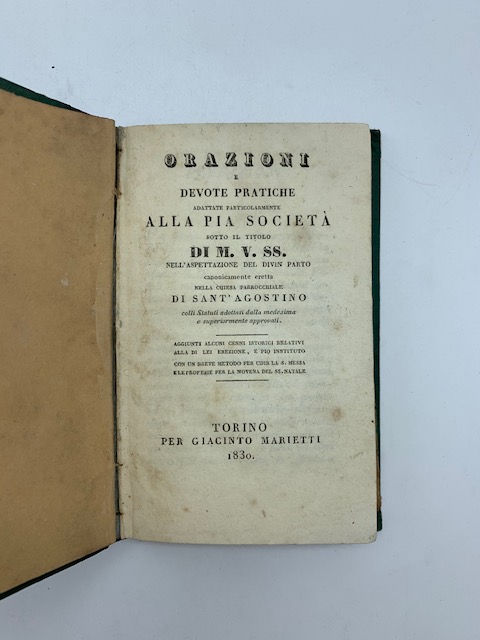 ORAZIONI
E
DEVOTE PRATICHE
ADATTATE PARTICOLARMENTE
ALLA PIA SOCIETÀ
SOTTO IL TITOLO
DI M. V. SS.
NELL'ASPETTAZIONE DEL DIVIN PARTO
canonicamente eretta
NELLA CHIESA PARROCCHIALE
DI SANT'AGOSTINO
colli Statuti adottati dalla medesima
e superiormente approvati.
AGGIUNTI ALCUNI CENNI ISTORICI RELATIVI
ALLA DI LEI EREZIONE, E PIO INSTITUTO
CON UN BREVE METODO PER UDIR LA S. MESSA
E LE PROFEZIE PER LA NOVENA DEL SS. NATALE.
TORINO
PER GIACINTO MARIETTI
1830.